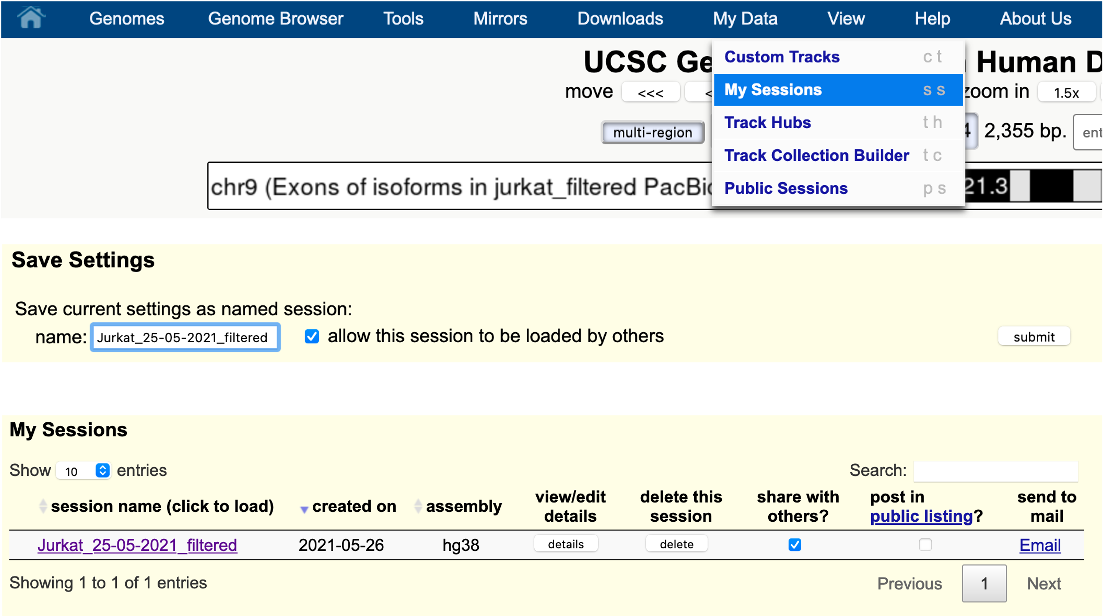 Genomes Genome Browser Tools Mirrors Downloads My Data View Help About Us
UCSC Ge
Human D
move <<< <
zoom in 1.5x
multi-region
2,355 bp.
Custom Tracks c t
My Sessions s s
Track Hubs t h
Track Collection Builder t c
Public Sessions p s
chr9 (Exons of isoforms in jurkat_filtered PacBio
21.3
Save Settings
Save current settings as named session:
name: Jurkat_25-05-2021_filtered allow this session to be loaded by others submit
My Sessions
Show 10 entries Search:
session name (click to load) created on assembly view/edit details delete this session share with others? post in public listing? send to mail
Jurkat_25-05-2021_filtered 2021-05-26 hg38 details delete Email
Showing 1 to 1 of 1 entries Previous 1 Next